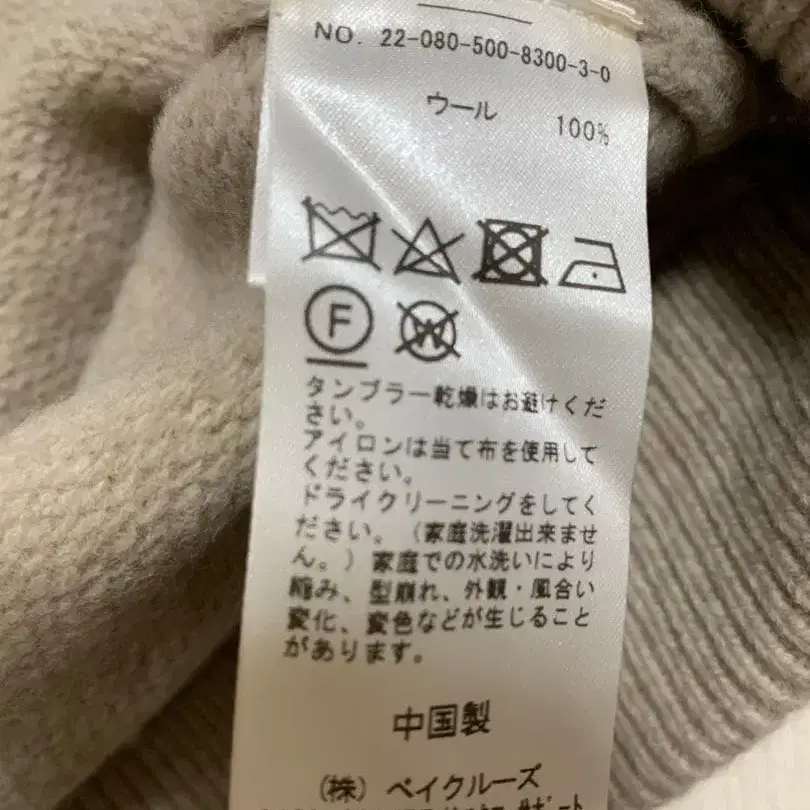 NO. 22-080-500-8300-3-0
ウール 100%
F
W
タンブラー乾燥はお避けくだ
さい。
アイロンは当て布を使用して
ください。
ドライクリーニングをしてく
ださい。（家庭洗濯出来ませ
ん。）家庭での水洗いにより
縮み、型崩れ、外観・風合い
変化、変色などが生じること
があります。
中国製
（株）ベイクルーズ